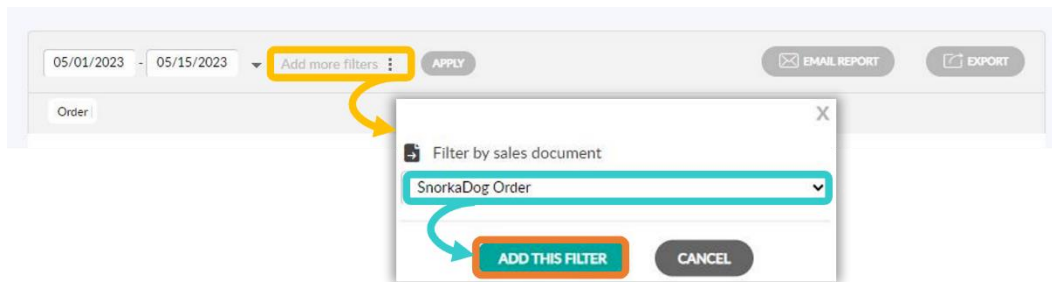 05/01/2023 - 05/15/2023 Add more filters APPLY EMAIL REPORT EXPORT
Order
X
Filter by sales document
SnorkaDog Order
ADD THIS FILTER CANCEL